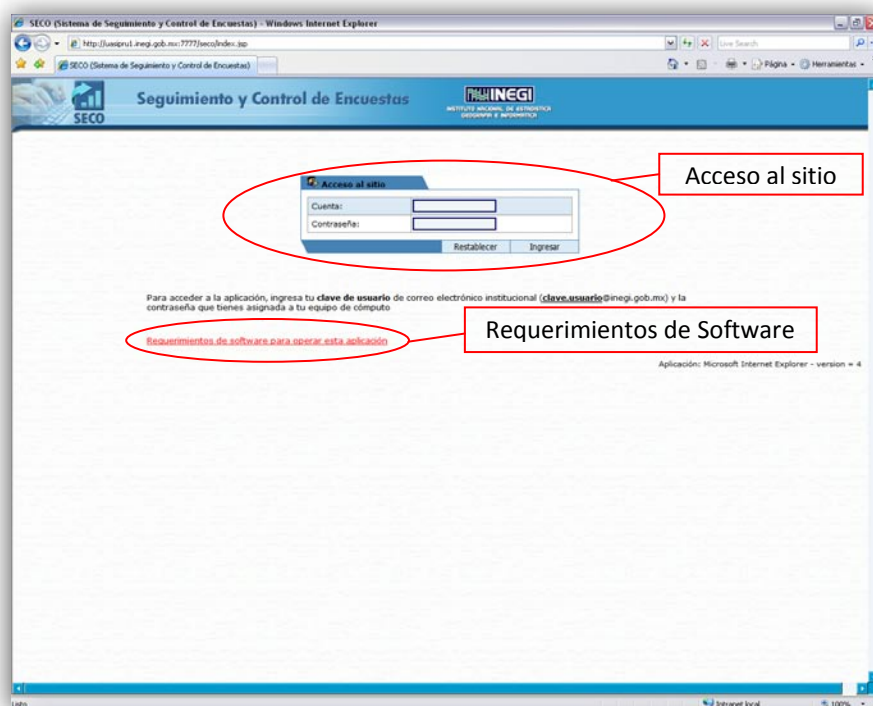 SECO (Sistema de Seguimiento y Control de Encuestas) - Windows Internet Explorer
http://uasipru1.inegi.gob.mx:7777/seco/index.jsp
Live Search
SECO (Sistema de Seguimiento y Control de Encuestas)
Página
Herramientas
SECO
Seguimiento y Control de Encuestas
INEGI
INSTITUTO NACIONAL DE ESTADISTICA
GEOGRAFIA E INFORMATICA
Acceso al sitio
Acceso al sitio
Cuenta:
Contraseña:
Restablecer
Ingresar
Para acceder a la aplicación, ingresa tu clave de usuario de correo electrónico institucional (clave.usuario@inegi.gob.mx) y la
contraseña que tienes asignada a tu equipo de cómputo
Requerimientos de Software
Requerimientos de software para operar esta aplicación
Aplicación: Microsoft Internet Explorer - version = 4
Listo
Intranet local
100%